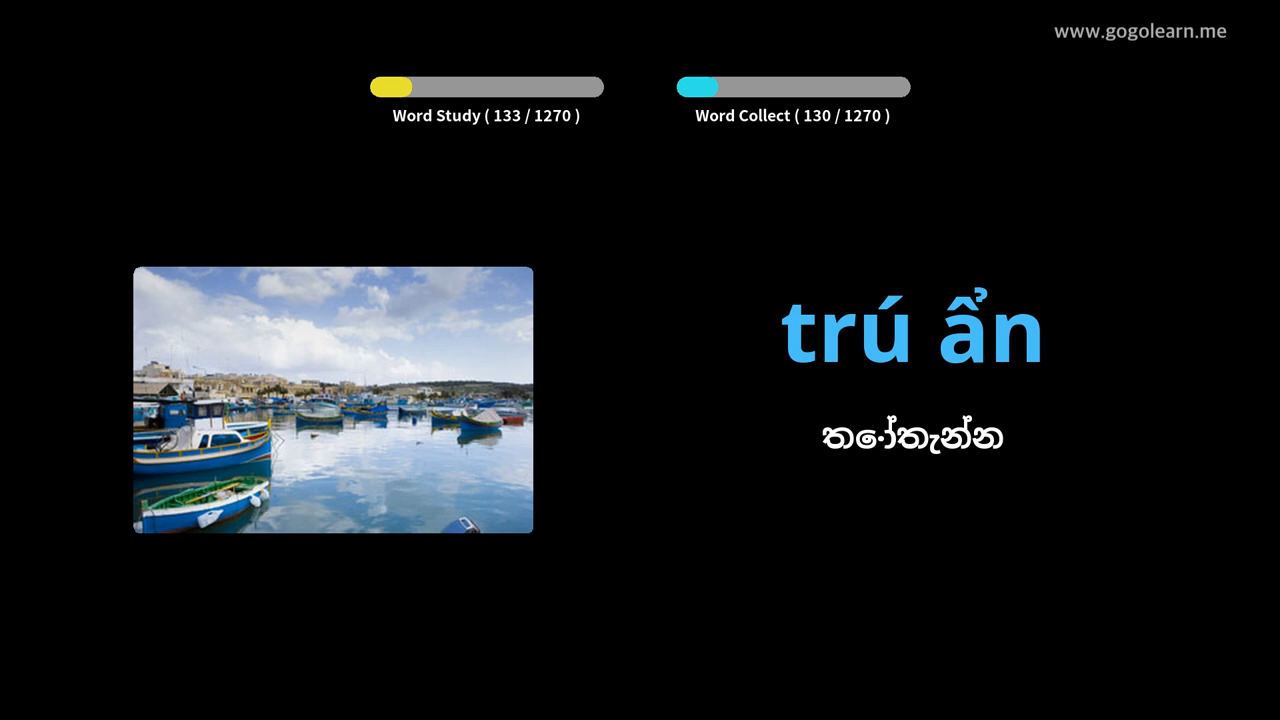 www.gogolearn.me
Word Study ( 133 / 1270 )
Word Collect ( 130 / 1270 )
trú ẩn
තෝතැන්න